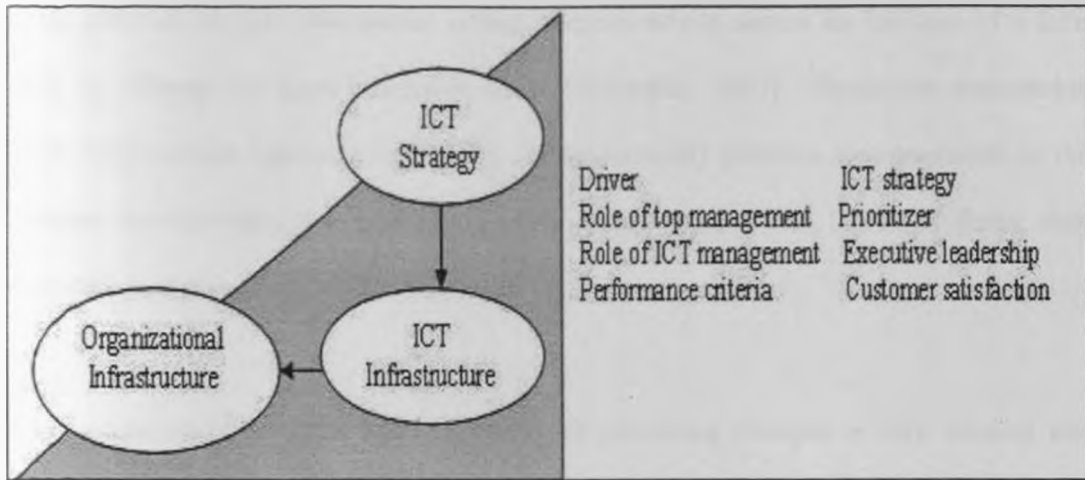 ICT
Strategy
Organizational
Infrastructure
ICT
Infrastructure
Driver ICT strategy
Role of top management Prioritizer
Role of ICT management Executive leadership
Performance criteria Customer satisfaction